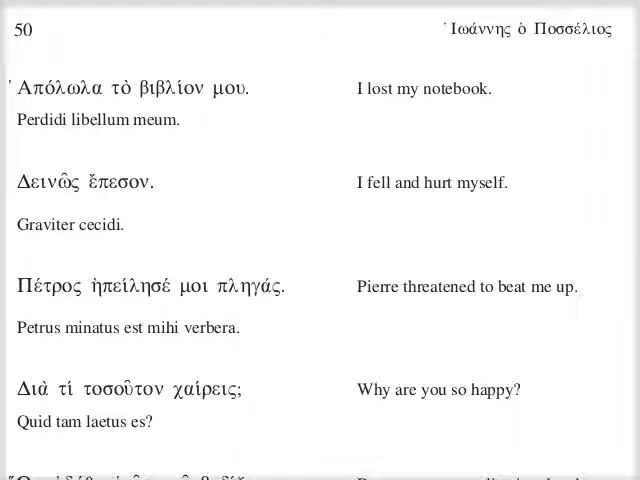 50
Ἰωάννης ὁ Ποσσέλιος
Ἀπόλωλα τὸ βιβλίον μου.
I lost my notebook.
Perdidi libellum meum.
Δεινῶς ἔπεσον.
I fell and hurt myself.
Graviter cecidi.
Πέτρος ἠπείλησέ μοι πληγάς.
Pierre threatened to beat me up.
Petrus minatus est mihi verbera.
Διὰ τί τοσοῦτον χαίρεις;
Why are you so happy?
Quid tam laetus es?